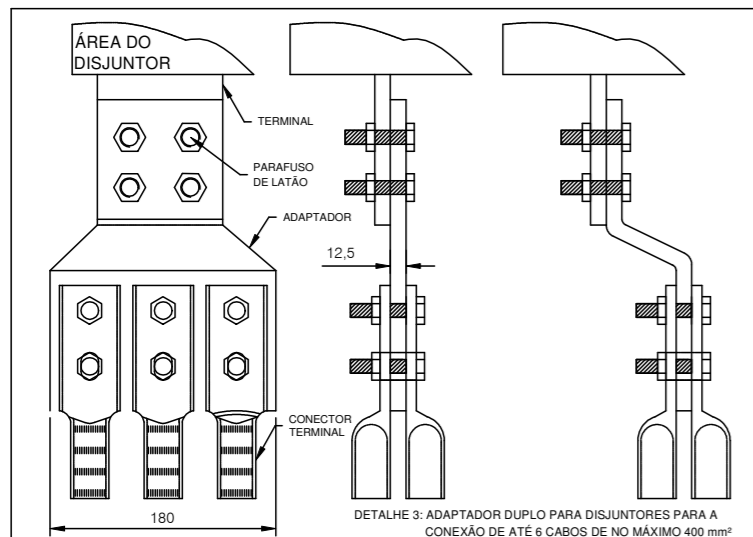 ÁREA DO
DISJUNTOR
TERMINAL
PARAFUSO
DE LATÃO
ADAPTADOR
12,5
CONECTOR
TERMINAL
180
DETALHE 3: ADAPTADOR DUPLO PARA DISJUNTORES PARA A
CONEXÃO DE ATÉ 6 CABOS DE NO MÁXIMO 400 mm²